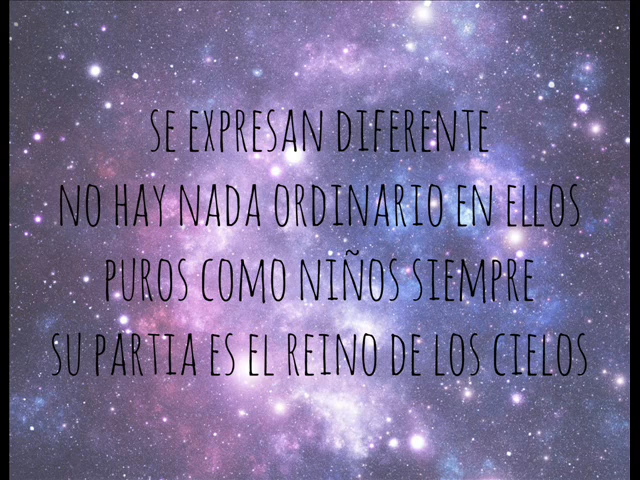 SE EXPRESAN DIFERENTE
NO HAY NADA ORDINARIO EN ELLOS
PUROS COMO NIÑOS SIEMPRE
SU PARTIA ES EL REINO DE LOS CIELOS